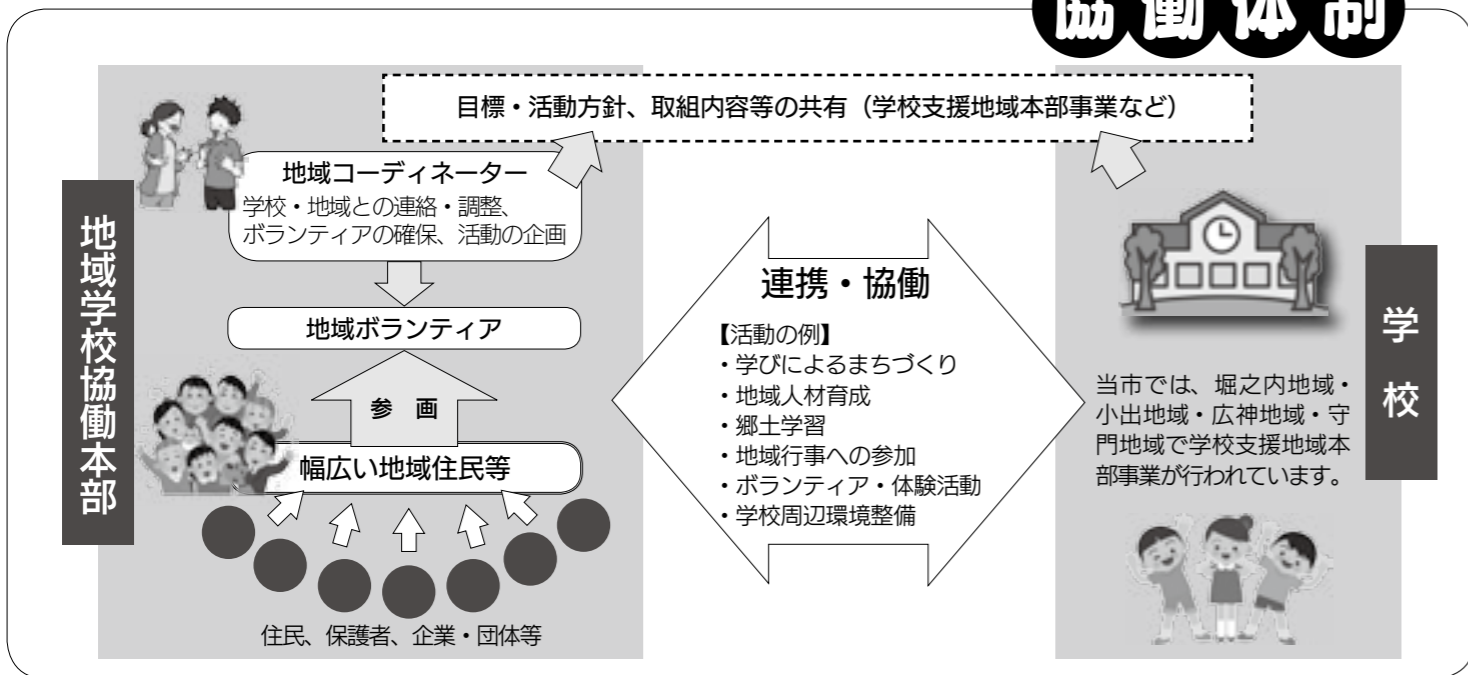 協働体制
目標・活動方針、取組内容等の共有（学校支援地域本部事業など）
地域学校協働本部
地域コーディネーター
学校・地域との連絡・調整、
ボランティアの確保、活動の企画
地域ボランティア
参 画
幅広い地域住民等
住民、保護者、企業・団体等
連携・協働
【活動の例】
・学びによるまちづくり
・地域人材育成
・郷土学習
・地域行事への参加
・ボランティア・体験活動
・学校周辺環境整備
学校
当市では、堀之内地域・
小出地域・広神地域・守
門地域で学校支援地域本
部事業が行われています。